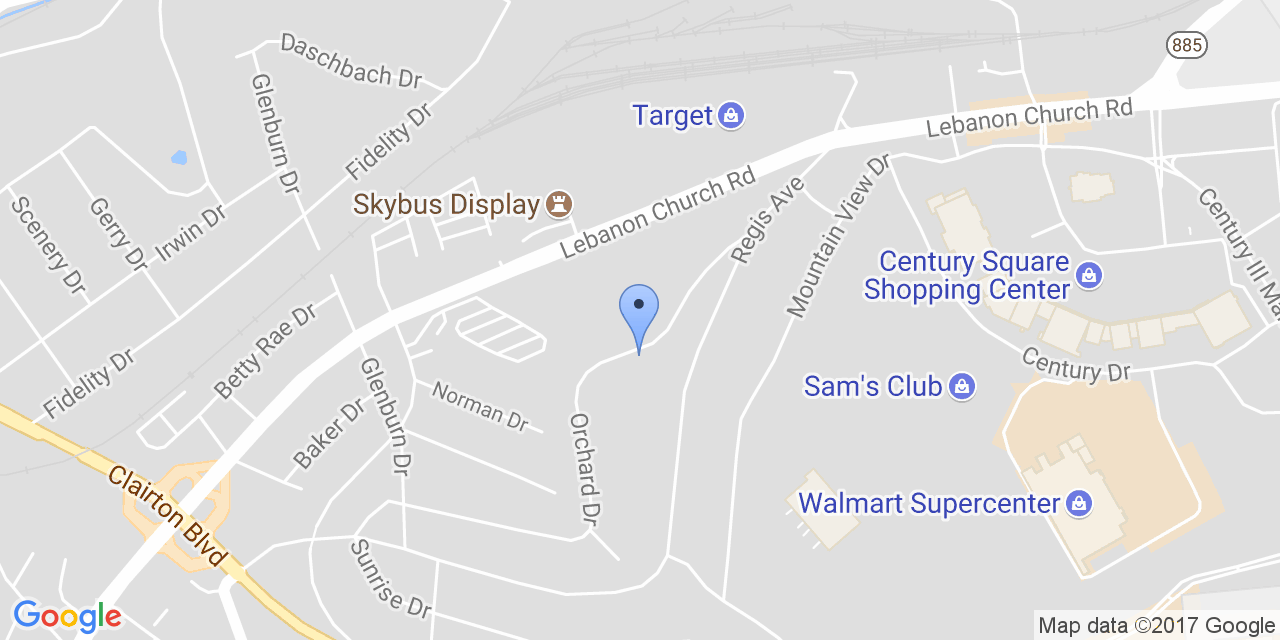 885
Daschbach Dr
Glenburn Dr
Fidelity Dr
Target
Lebanon Church Rd
Skybus Display
Lebanon Church Rd
Regis Ave
Mountain View Dr
Scenery Dr
Gerry Dr
Irwin Dr
Century III Mal
Century Square
Shopping Center
Betty Rae Dr
Fidelity Dr
Glenburn Dr
Norman Dr
Baker Dr
Century Dr
Sam's Club
Orchard Dr
Clairton Blvd
Walmart Supercenter
Sunrise Dr
Google
Map data ©2017 Google